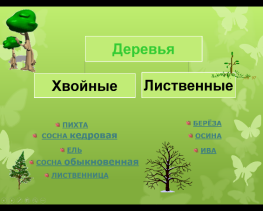 Деревья
Хвойные
Лиственные
ПИХТА
СОСНА кедровая
ЕЛЬ
СОСНА обыкновенная
ЛИСТВЕННИЦА
БЕРЁЗА
ОСИНА
ИВА